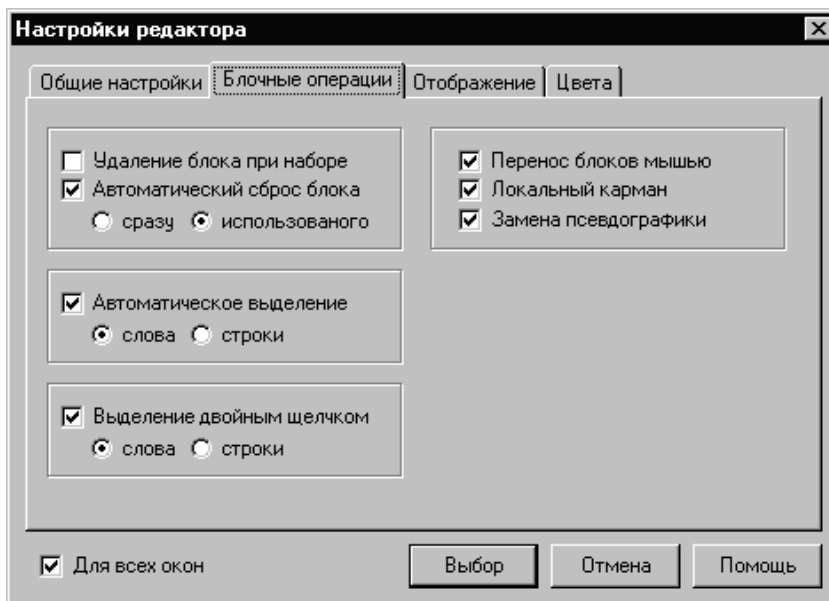 Настройки редактора
Общие настройки Блочные операции Отображение Цвета
Удаление блока при наборе
Автоматический сброс блока
сразу использованого
Перенос блоков мышью
Локальный карман
Замена псевдографики
Автоматическое выделение
слова строки
Выделение двойным щелчком
слова строки
Для всех окон Выбор Отмена Помощь